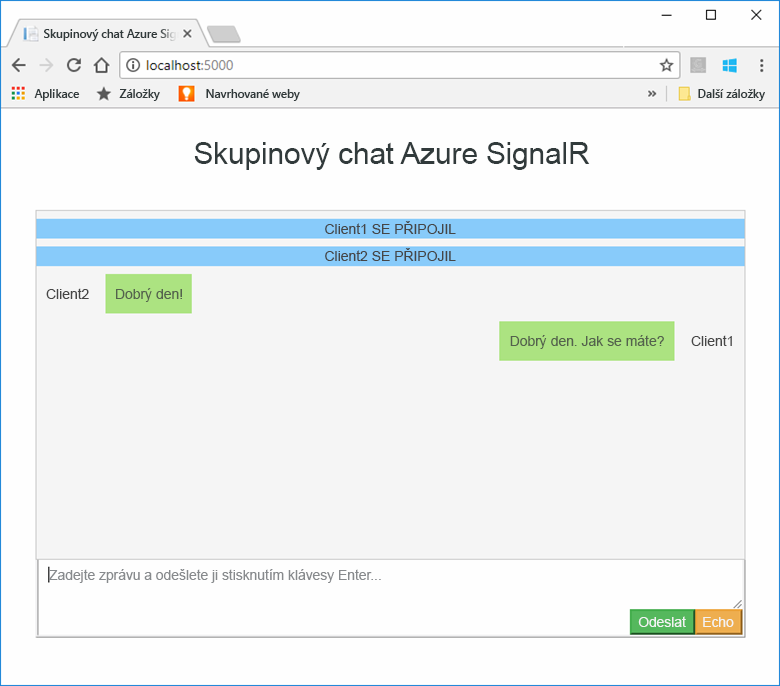 Skupinový chat Azure Sig
localhost:5000
Aplikace Záložky Navrhované weby » Další záložky
Skupinový chat Azure SignalR
Client1 SE PŘIPOJIL
Client2 SE PŘIPOJIL
Client2 Dobrý den!
Dobrý den. Jak se máte? Client1
Zadejte zprávu a odešlete ji stisknutím klávesy Enter...
Odeslat Echo